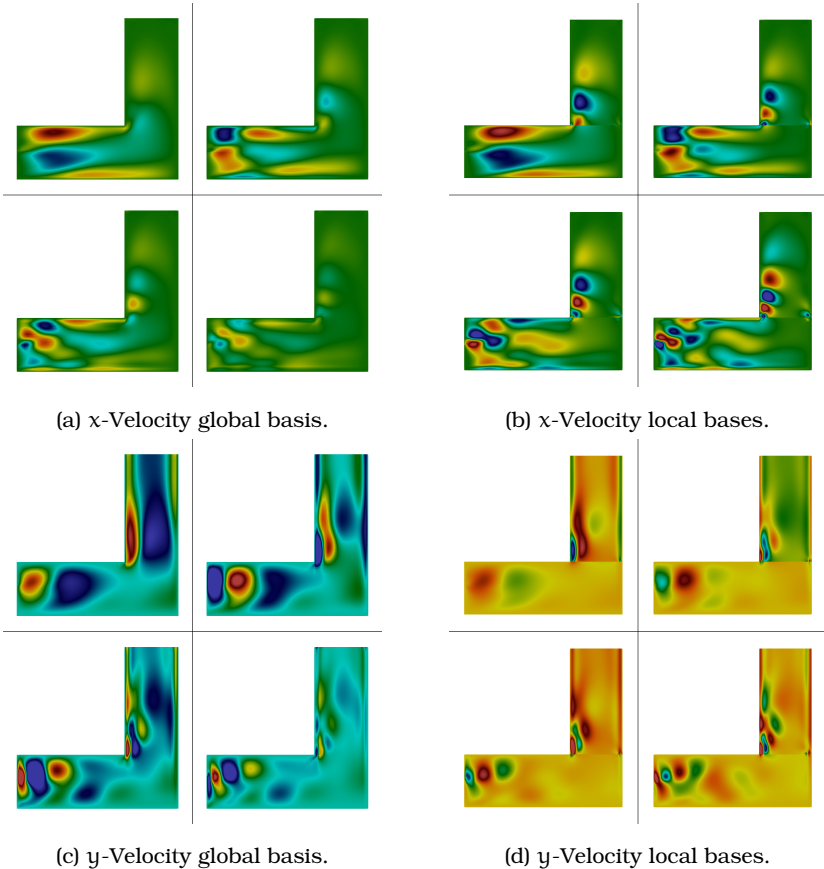 (a) x-Velocity global basis.
(b) x-Velocity local bases.
(c) y-Velocity global basis.
(d) y-Velocity local bases.